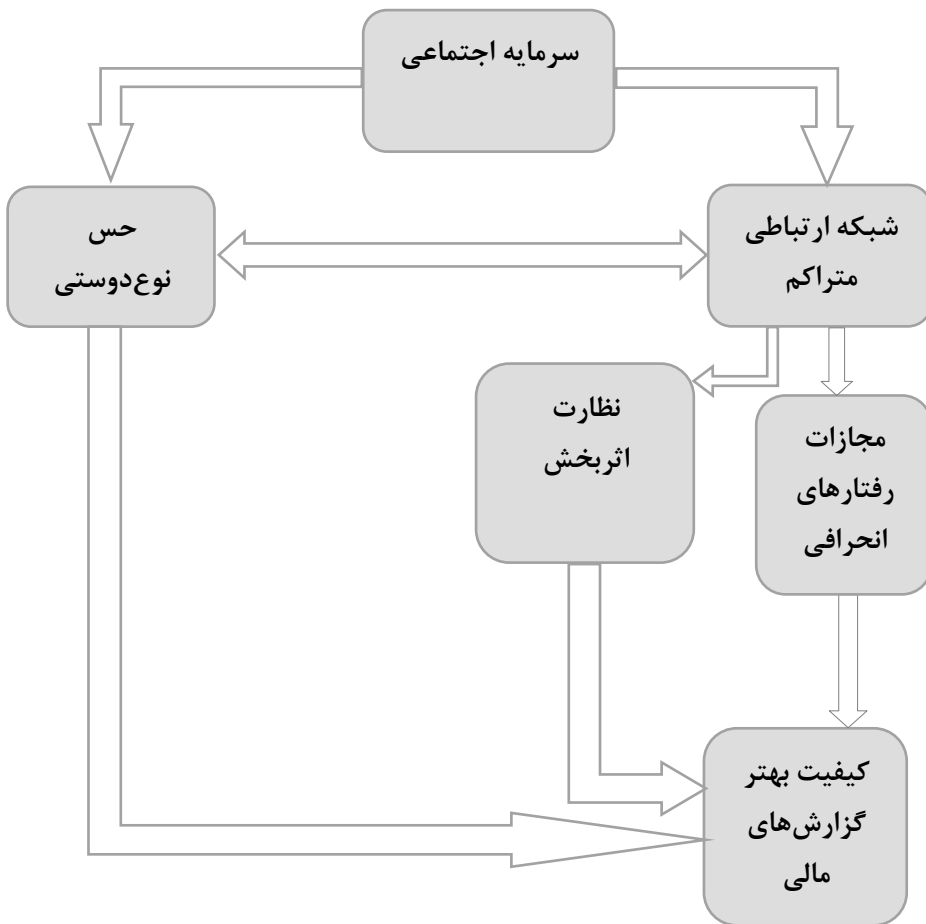 سرمایه اجتماعی
شبکه ارتباطی
متراکم
حس
نوع‌دوستی
نظارت
اثربخش
مجازات
رفتارهای
انحرافی
کیفیت بهتر
گزارش‌های
مالی